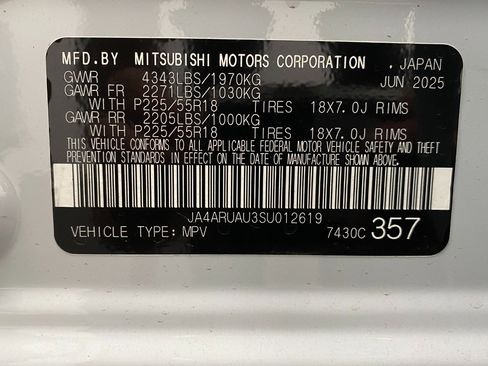 MFD.BY MITSUBISHI MOTORS CORPORATION , JAPAN
GVWR 4343LBS/1970KG JUN 2025
GAWR FR 2271LBS/1030KG
WITH P225/55R18 TIRES 18X7.0J RIMS
GAWR RR 2205LBS/1000KG
WITH P225/55R18 TIRES 18X7.0J RIMS
THIS VEHICLE CONFORMS TO ALL APPLICABLE FEDERAL MOTOR VEHICLE SAFETY AND THEFT
PREVENTION STANDARDS IN EFFECT ON THE DATE OF MANUFACTURE SHOWN ABOVE.
JA4ARUAU3SU012619
VEHICLE TYPE: MPV 7430C 357